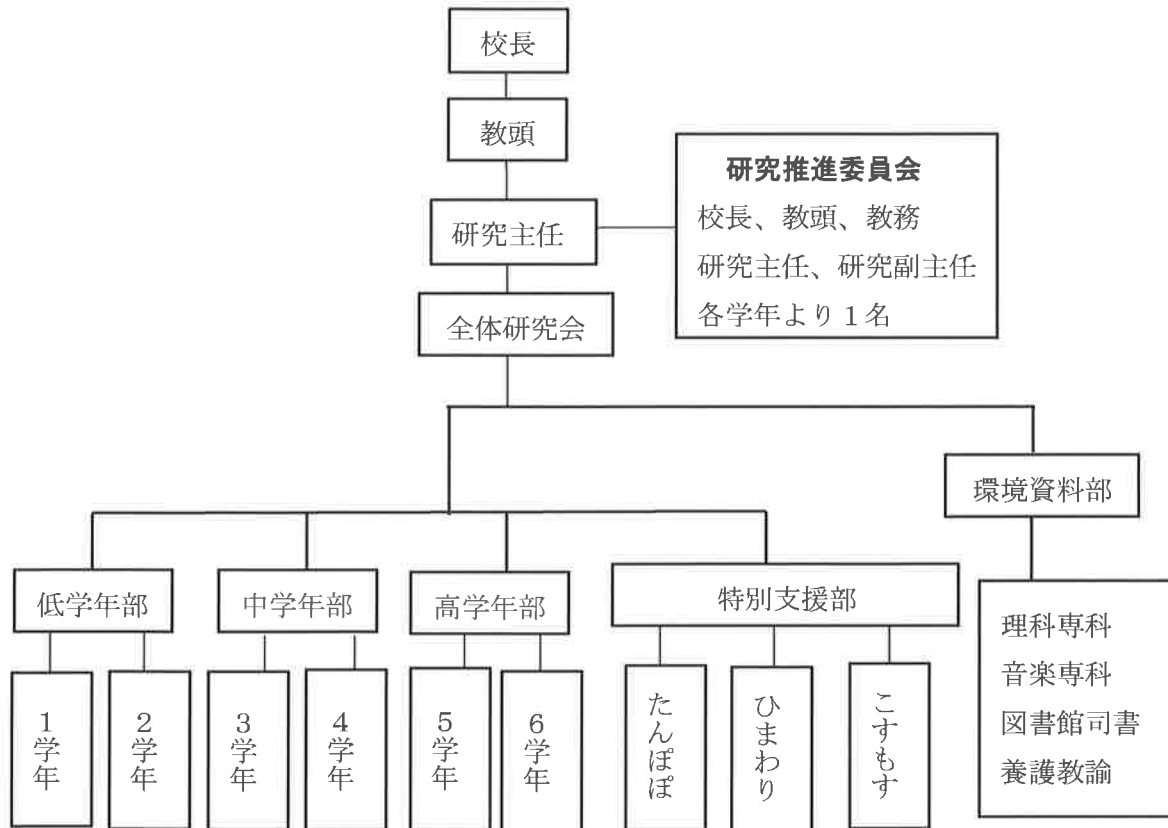 校長
教頭
研究主任
研究推進委員会
校長、教頭、教務
研究主任、研究副主任
各学年より１名
全体研究会
環境資料部
低学年部
中学年部
高学年部
特別支援部
1学年
2学年
3学年
4学年
5学年
6学年
たんぽぽ
ひまわり
こすもす
理科専科
音楽専科
図書館司書
養護教諭